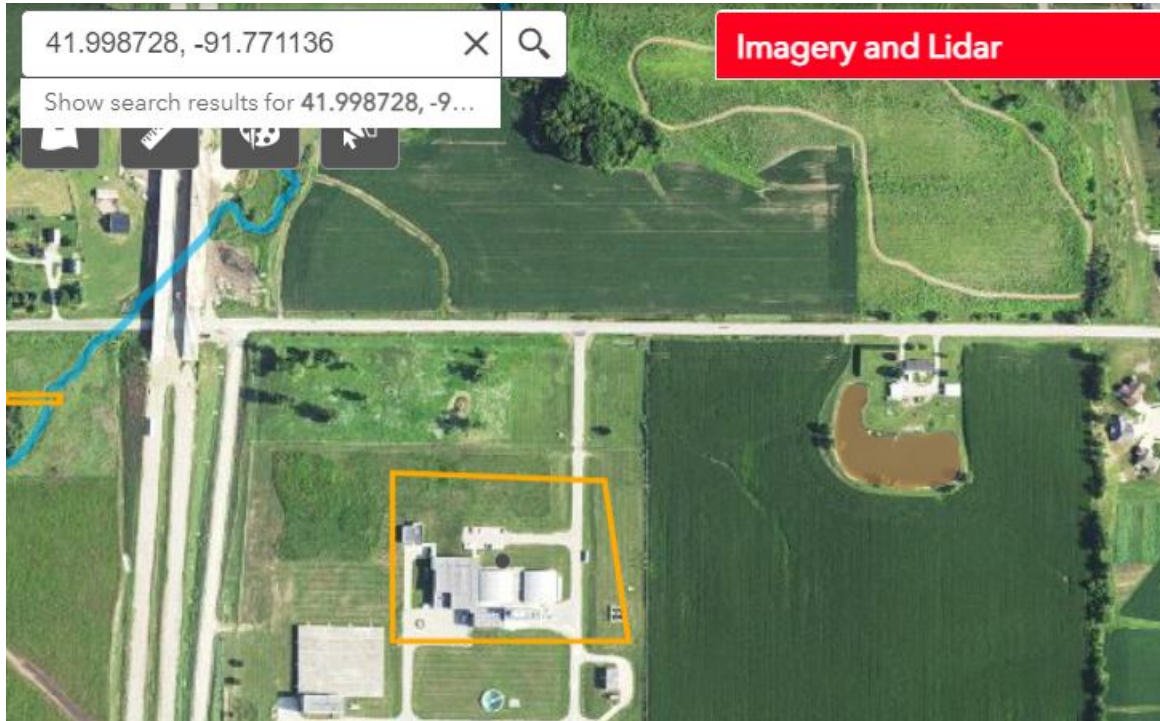 41.998728, -91.771136
Imagery and Lidar
Show search results for 41.998728, -9...